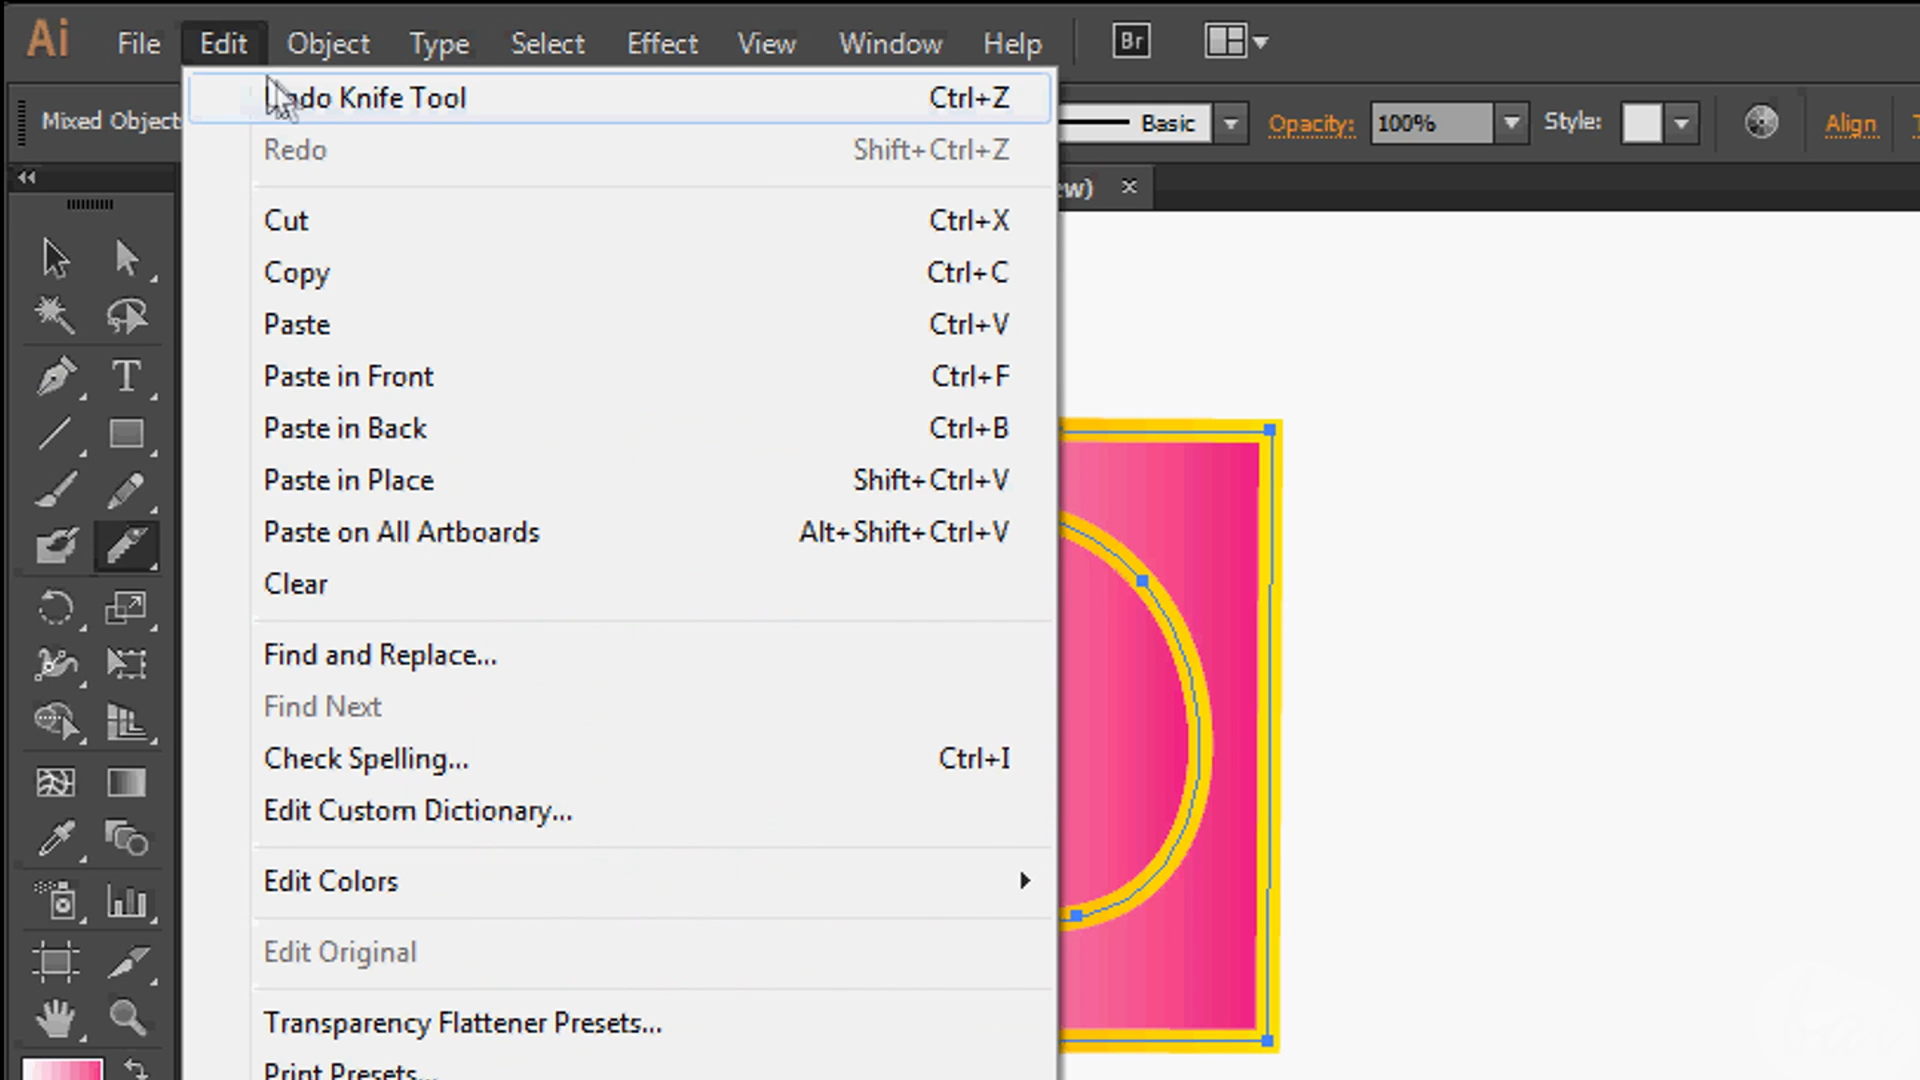 Ai File Edit Object Type Select Effect View Window Help Br
Mixed Object Basic Opacity: 100% Style: Align
Knife Tool Ctrl+Z
Redo Shift+Ctrl+Z
Cut Ctrl+X
Copy Ctrl+C
Paste Ctrl+V
Paste in Front Ctrl+F
Paste in Back Ctrl+B
Paste in Place Shift+Ctrl+V
Paste on All Artboards Alt+Shift+Ctrl+V
Clear
Find and Replace...
Find Next
Check Spelling... Ctrl+I
Edit Custom Dictionary...
Edit Colors
Edit Original
Transparency Flattener Presets...
Print Presets...